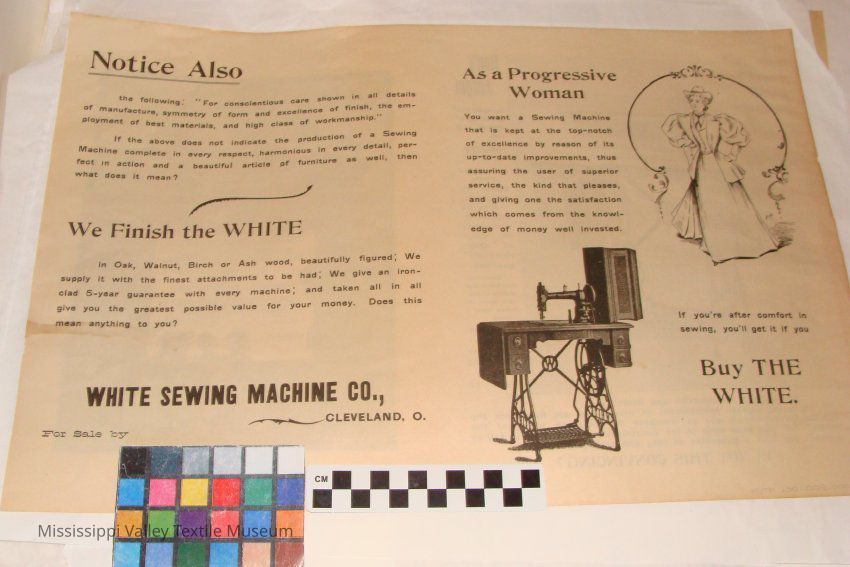 Notice Also
the following: "For conscientious care shown in all details
of manufacture, symmetry of form and excellence of finish, the em-
ployment of best materials, and high class of workmanship."
If the above does not indicate the production of a Sewing
Machine complete in every respect, harmonious in every detail, per-
fect in action and a beautiful article of furniture as well, then
what does it mean?
We Finish the WHITE
in Oak, Walnut, Birch or Ash wood, beautifully figured; We
supply it with the finest attachments to be had; We give an iron-
clad 5-year guarantee with every machine; and taken all in all
give you the greatest possible value for your money. Does this
mean anything to you?
WHITE SEWING MACHINE CO.,
CLEVELAND, O.
For Sale by
As a Progressive
Woman
You want a Sewing Machine
that is kept at the top-notch
of excellence by reason of its
up-to-date improvements, thus
assuring the user of superior
service, the kind that pleases,
and giving one the satisfaction
which comes from the knowl-
edge of money well invested.
If you're after comfort in
sewing, you'll get it if you
Buy THE
WHITE.
W
CM
Mississippi Valley Textile Museum